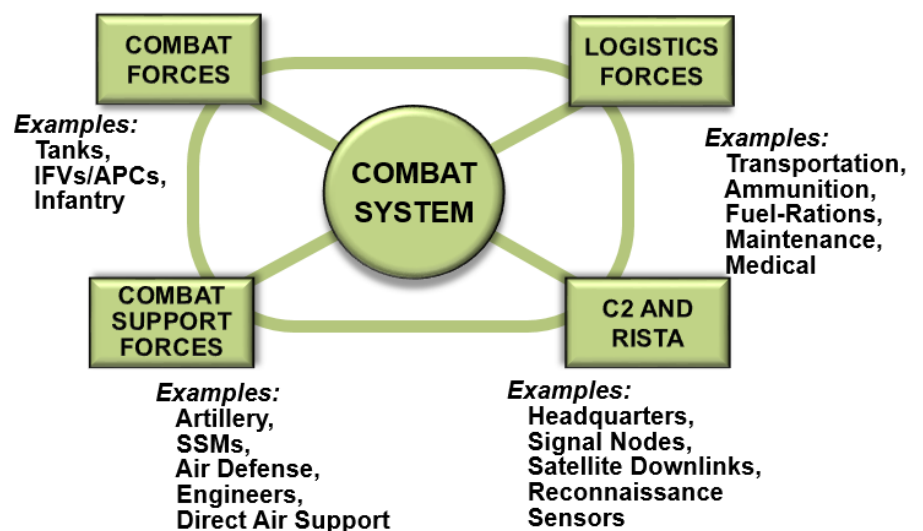 COMBAT
FORCES
Examples:
Tanks,
IFVs/APCs,
Infantry
LOGISTICS
FORCES
Examples:
Transportation,
Ammunition,
Fuel-Rations,
Maintenance,
Medical
COMBAT
SYSTEM
COMBAT
SUPPORT
FORCES
Examples:
Artillery,
SSMs,
Air Defense,
Engineers,
Direct Air Support
C2 AND
RISTA
Examples:
Headquarters,
Signal Nodes,
Satellite Downlinks,
Reconnaissance
Sensors